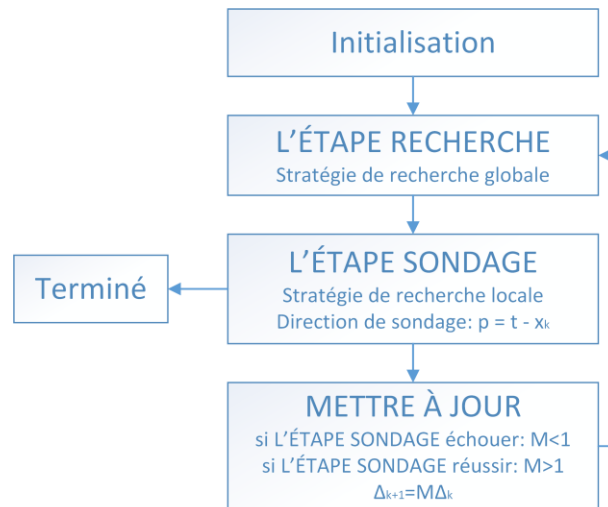 Initialisation
L'ÉTAPE RECHERCHE
Stratégie de recherche globale
L'ÉTAPE SONDAGE
Stratégie de recherche locale
Direction de sondage: p = t - xₖ
Terminé
METTRE À JOUR
si L'ÉTAPE SONDAGE échouer: M<1
si L'ÉTAPE SONDAGE réussir: M>1
Δₖ₊₁=MΔₖ